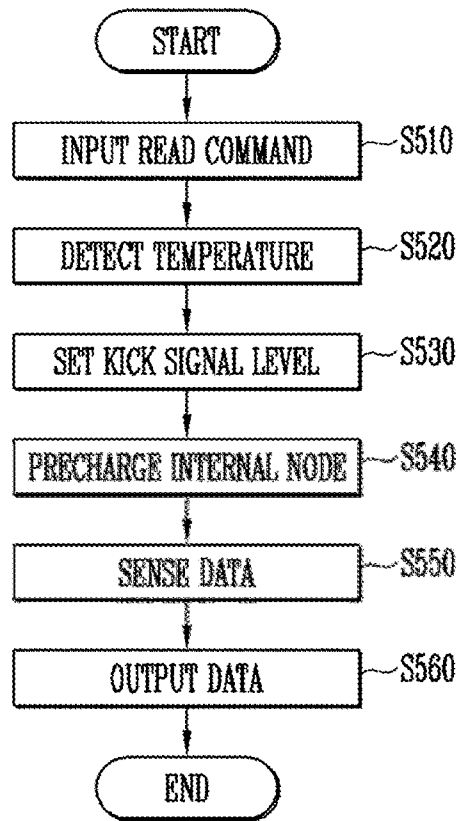 START
INPUT READ COMMAND
S510
DETECT TEMPERATURE
S520
SET KICK SIGNAL LEVEL
S530
PRECHARGE INTERNAL NODE
S540
SENSE DATA
S550
OUTPUT DATA
S560
END